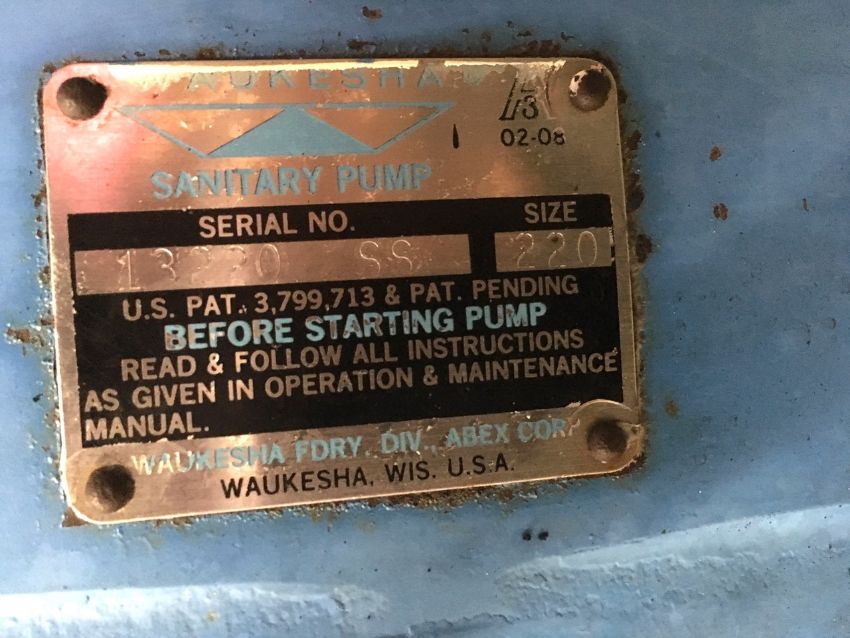 WAUKESHA
3A
02-08
SANITARY PUMP
SERIAL NO.
SIZE
13220 SS
220
U.S. PAT. 3,799,713 & PAT. PENDING
BEFORE STARTING PUMP
READ & FOLLOW ALL INSTRUCTIONS
AS GIVEN IN OPERATION & MAINTENANCE
MANUAL.
WAUKESHA FDRY. DIV., ABEX CORP
WAUKESHA, WIS. U.S.A.